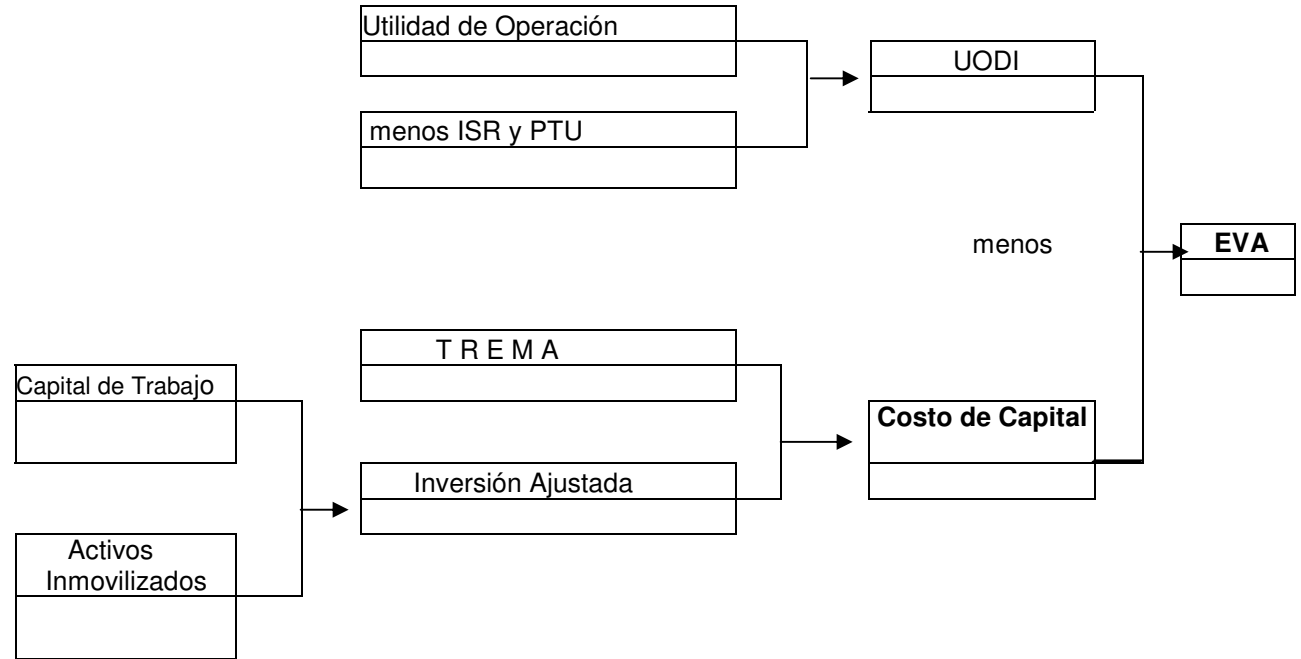 Utilidad de Operación
UODI
menos ISR y PTU
menos
EVA
T R E M A
Capital de Trabajo
Costo de Capital
Inversión Ajustada
Activos
Inmovilizados